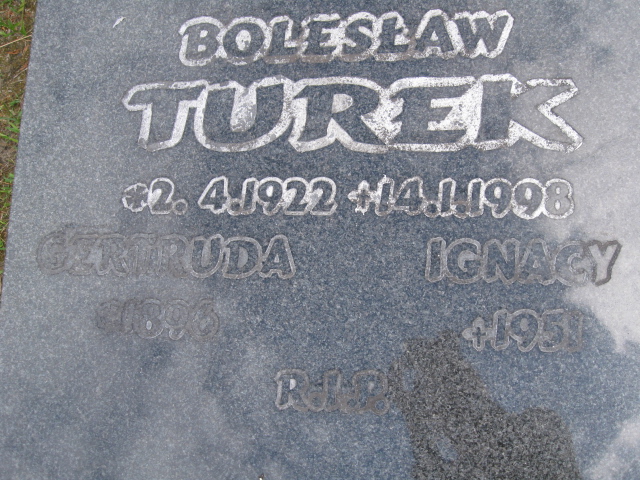 BOLESŁAW
TUREK
*2. 4.1922 +14.1.1998
GERTRUDA IGNACY
1896 +1951
R.I.P.